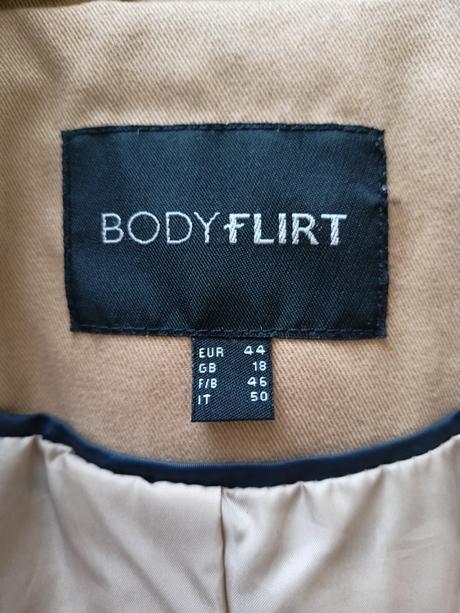 BODYFLIRT
EUR 44
GB 18
F/B 46
IT 50